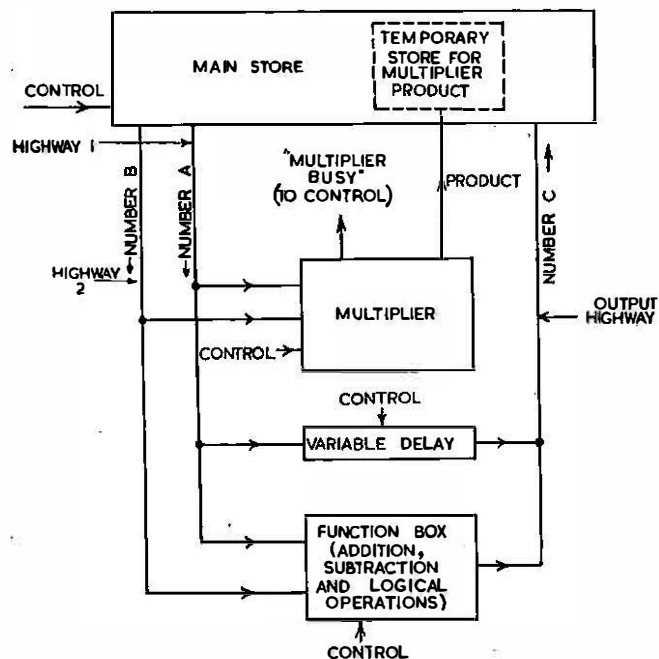 TEMPORARY
STORE FOR
MULTIPLIER
PRODUCT
MAIN STORE
CONTROL
HIGHWAY 1
NUMBER B
NUMBER A
"MULTIPLIER
BUSY"
(TO CONTROL)
PRODUCT
NUMBER C
HIGHWAY
2
MULTIPLIER
OUTPUT
HIGHWAY
CONTROL
CONTROL
VARIABLE DELAY
FUNCTION BOX
(ADDITION,
SUBTRACTION
AND LOGICAL
OPERATIONS)
CONTROL